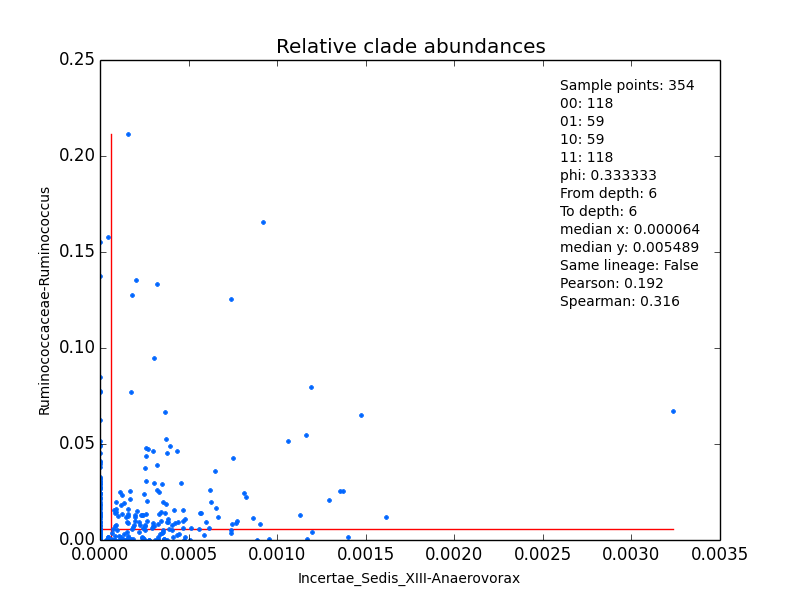 Relative clade abundances
0.25
0.20
0.15
0.10
0.05
0.00
Ruminococcaceae-Ruminococcus
Sample points: 354
00: 118
01: 59
10: 59
11: 118
phi: 0.333333
From depth: 6
To depth: 6
median x: 0.000064
median y: 0.005489
Same lineage: False
Pearson: 0.192
Spearman: 0.316
0.0000 0.0005 0.0010 0.0015 0.0020 0.0025 0.0030 0.0035
Incertae_Sedis_XIII-Anaerovorax